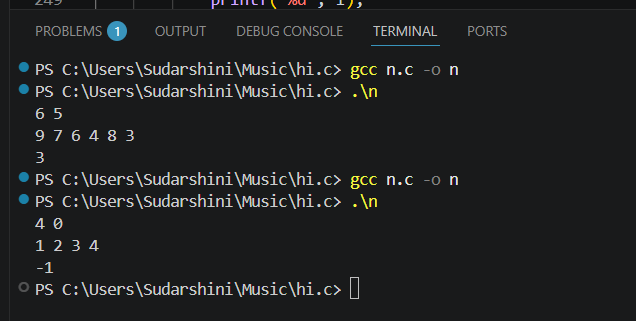 249 printf("%d", i);
PROBLEMS 1 OUTPUT DEBUG CONSOLE TERMINAL PORTS
PS C:\Users\Sudarshini\Music\hi.c> gcc n.c -o n
PS C:\Users\Sudarshini\Music\hi.c> .\n
6 5
9 7 6 4 8 3
3
PS C:\Users\Sudarshini\Music\hi.c> gcc n.c -o n
PS C:\Users\Sudarshini\Music\hi.c> .\n
4 0
1 2 3 4
-1
PS C:\Users\Sudarshini\Music\hi.c>